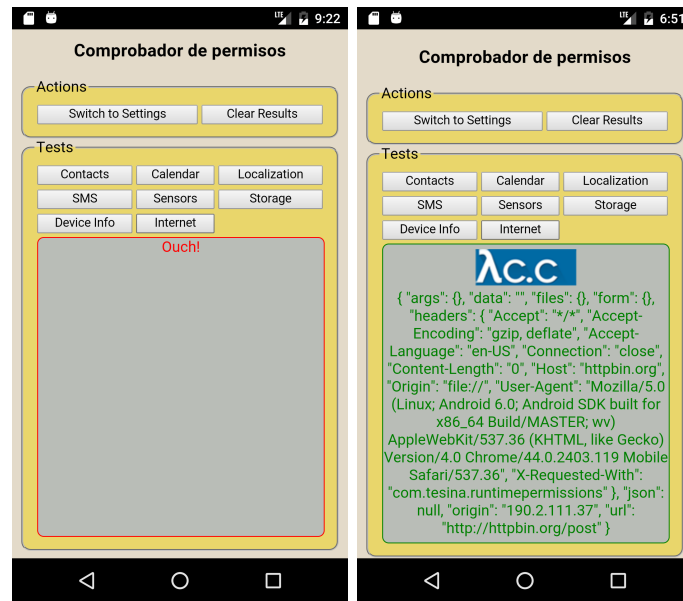 LTE 9:22
Comprobador de permisos
Actions
Switch to Settings Clear Results
Tests
Contacts Calendar Localization
SMS Sensors Storage
Device Info Internet
Ouch!
LTE 6:51
Comprobador de permisos
Actions
Switch to Settings Clear Results
Tests
Contacts Calendar Localization
SMS Sensors Storage
Device Info Internet
λc.c
{ "args": {}, "data": "", "files": {}, "form": {},
"headers": { "Accept": "*/*", "Accept-
Encoding": "gzip, deflate", "Accept-
Language": "en-US", "Connection": "close",
"Content-Length": "0", "Host": "httpbin.org",
"Origin": "file://", "User-Agent": "Mozilla/5.0
(Linux; Android 6.0; Android SDK built for
x86_64 Build/MASTER; wv)
AppleWebKit/537.36 (KHTML, like Gecko)
Version/4.0 Chrome/44.0.2403.119 Mobile
Safari/537.36", "X-Requested-With":
"com.tesina.runtimepermissions" }, "json":
null, "origin": "190.2.111.37", "url":
"http://httpbin.org/post" }